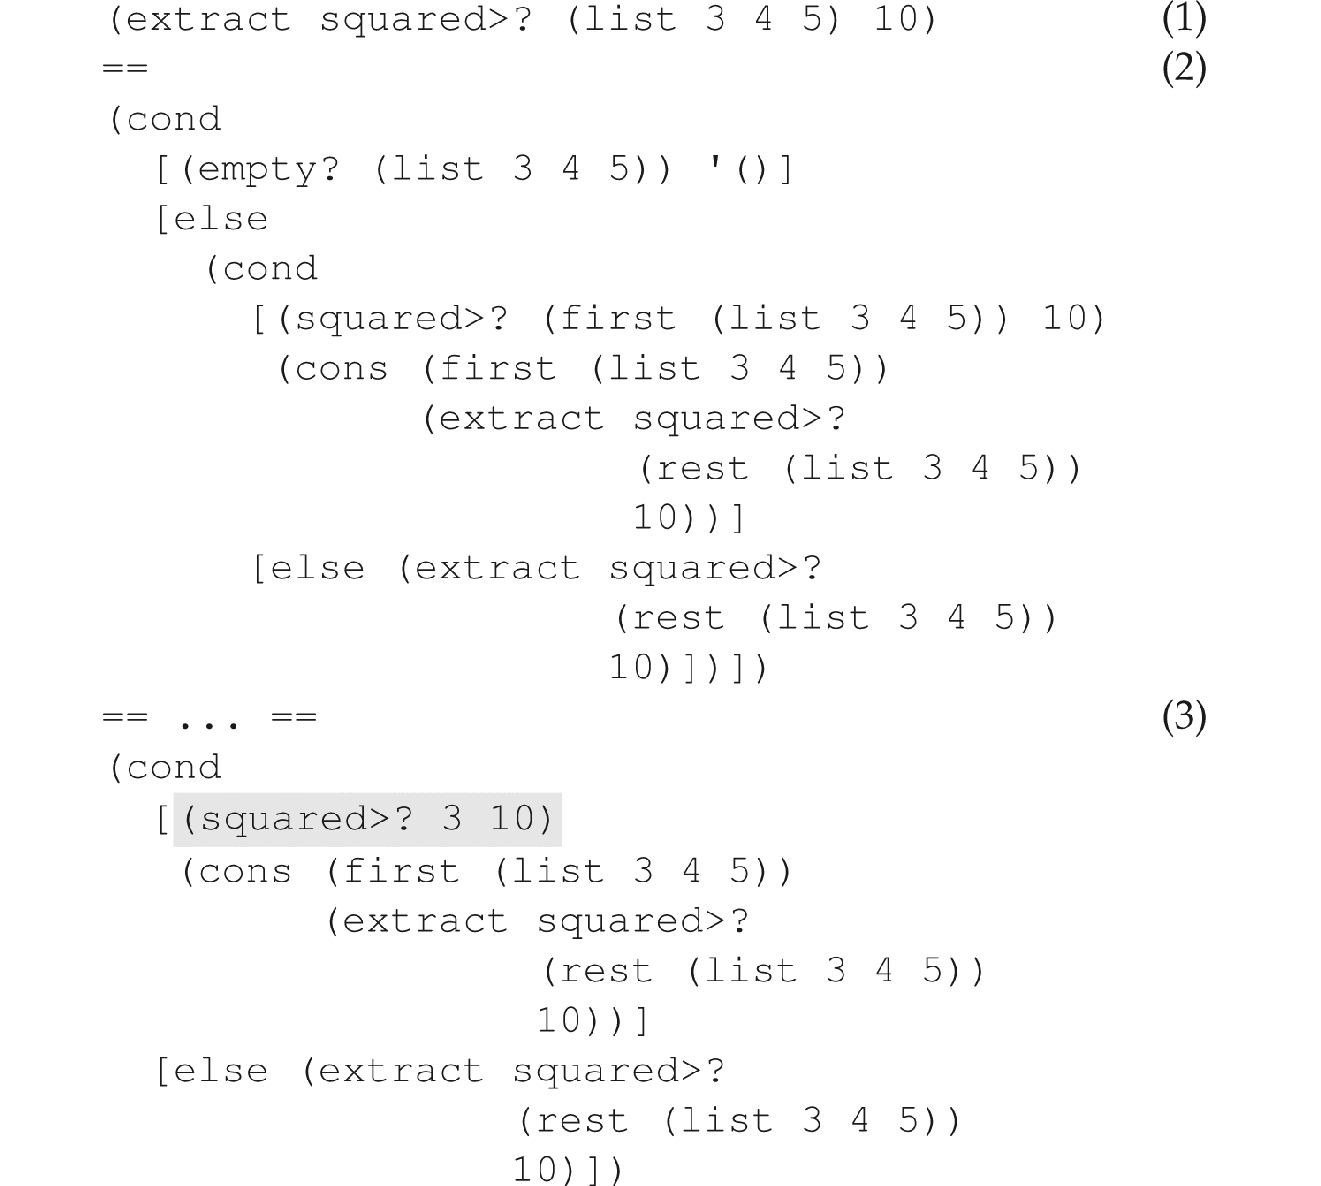 (extract squared>? (list 3 4 5) 10) (1)
== (2)
(cond
[(empty? (list 3 4 5)) '()]
[else
(cond
[(squared>? (first (list 3 4 5)) 10)
(cons (first (list 3 4 5))
(extract squared>?
(rest (list 3 4 5))
10))]
[else (extract squared>?
(rest (list 3 4 5))
10)])])
== ... == (3)
(cond
[(squared>? 3 10)
(cons (first (list 3 4 5))
(extract squared>?
(rest (list 3 4 5))
10))]
[else (extract squared>?
(rest (list 3 4 5))
10)])